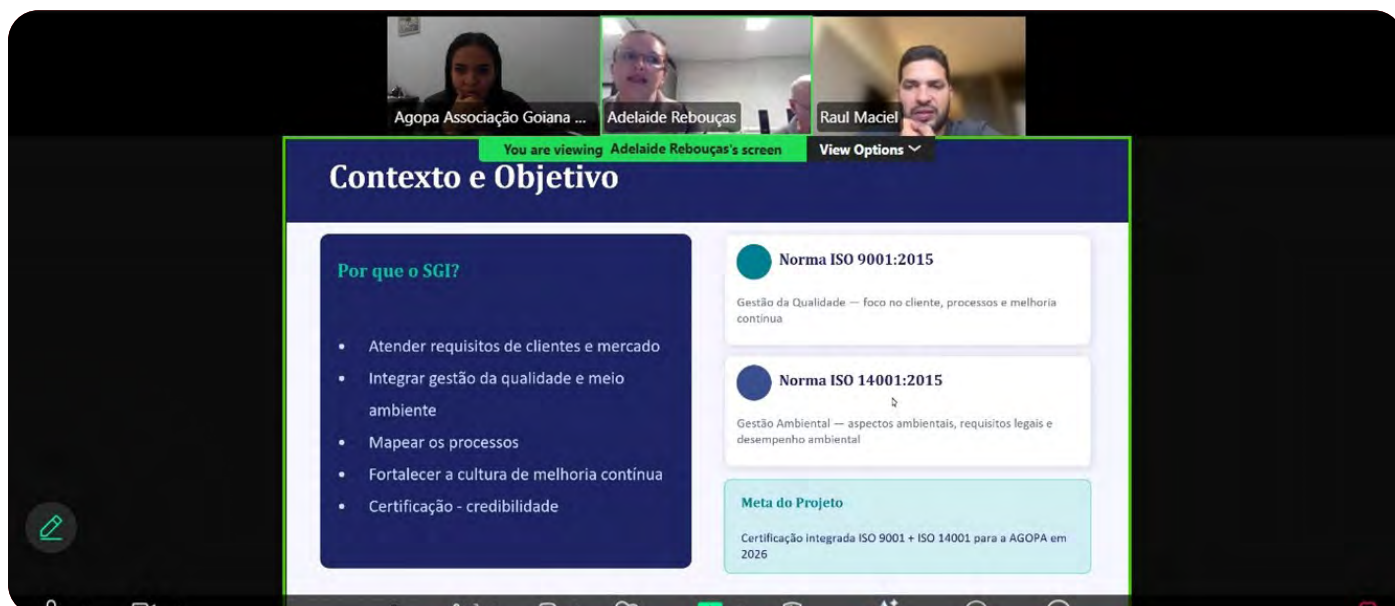 Agopa Associação Goiana ...
Adelaide Rebouças
Raul Maciel
You are viewing Adelaide Rebouças's screen
View Options
Contexto e Objetivo
Por que o SGI?
• Atender requisitos de clientes e mercado
• Integrar gestão da qualidade e meio
ambiente
• Mapear os processos
• Fortalecer a cultura de melhoria contínua
• Certificação - credibilidade
Norma ISO 9001:2015
Gestão da Qualidade — foco no cliente, processos e melhoria
contínua
Norma ISO 14001:2015
Gestão Ambiental — aspectos ambientais, requisitos legais e
desempenho ambiental
Meta do Projeto
Certificação integrada ISO 9001 + ISO 14001 para a AGOPA em
2026